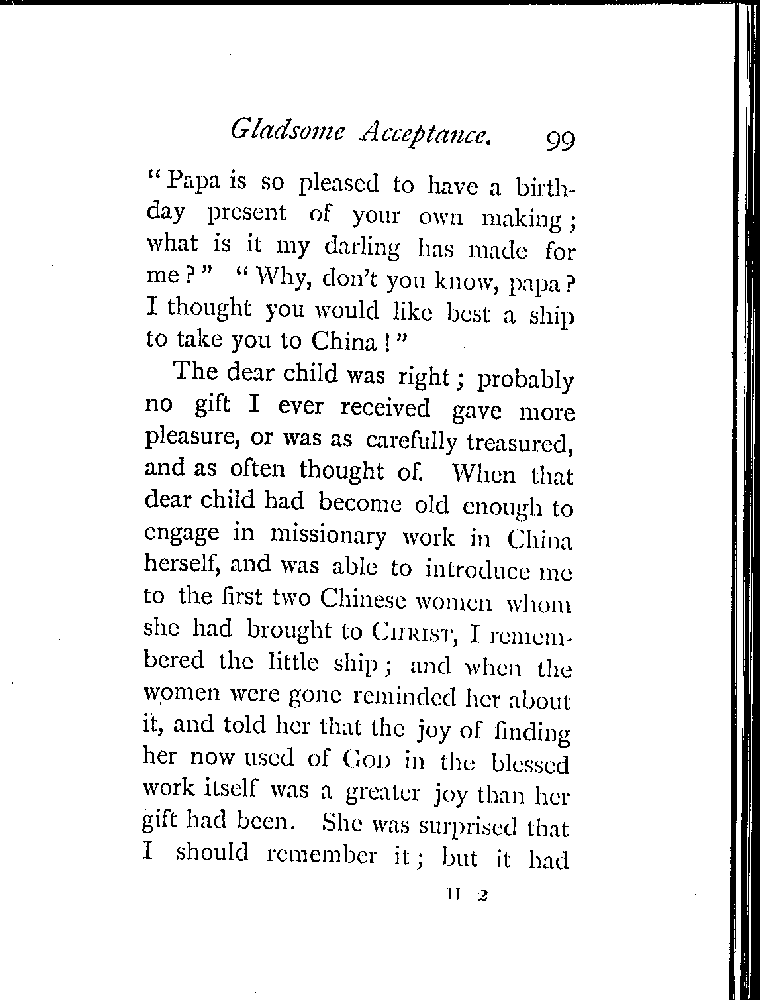 Gladsome Acceptance. 99
“Papa is so pleased to have a birth-
day present of your own making;
what is it my darling has made for
me?” “Why, don't you know, papa?
I thought you would like best a ship
to take you to China!”
The dear child was right; probably
no gift I ever received gave more
pleasure, or was as carefully treasured,
and as often thought of. When that
dear child had become old enough to
engage in missionary work in China
herself, and was able to introduce me
to the first two Chinese women whom
she had brought to CHRIST, I remem-
bered the little ship; and when the
women were gone reminded her about
it, and told her that the joy of finding
her now used of GOD in the blessed
work itself was a greater joy than her
gift had been. She was surprised that
I should remember it; but it had
H 2